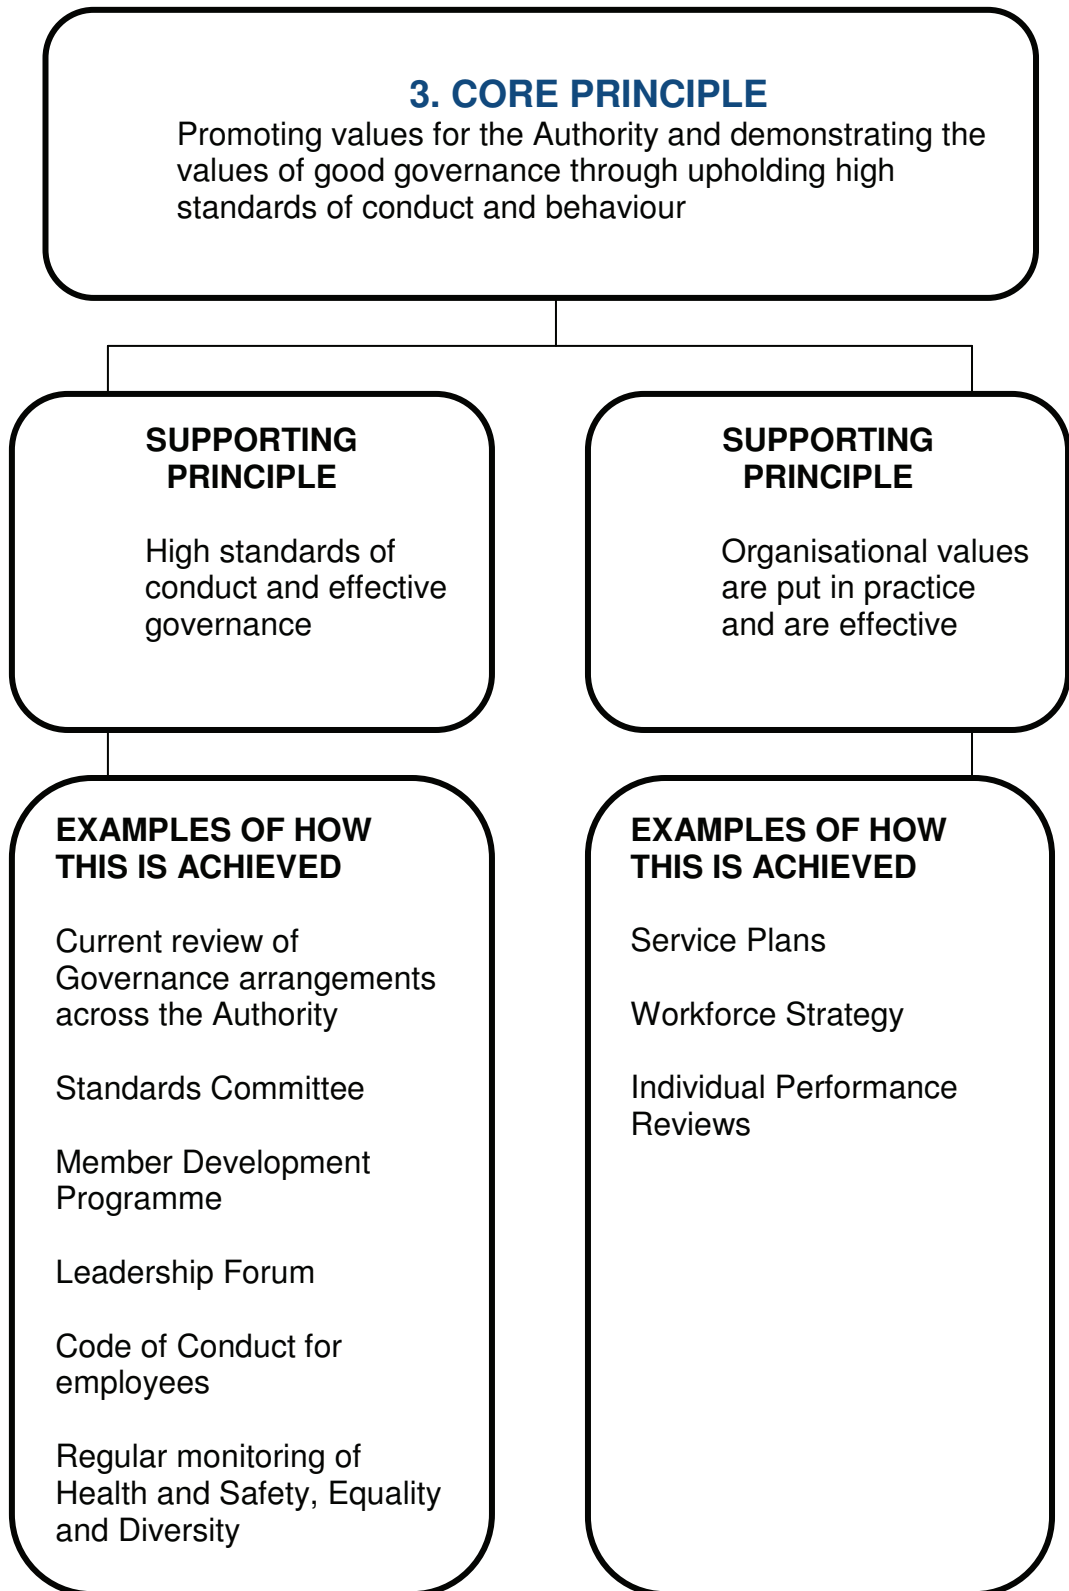 3. CORE PRINCIPLE
Promoting values for the Authority and demonstrating the
values of good governance through upholding high
standards of conduct and behaviour
SUPPORTING
PRINCIPLE
High standards of
conduct and effective
governance
SUPPORTING
PRINCIPLE
Organisational values
are put in practice
and are effective
EXAMPLES OF HOW
THIS IS ACHIEVED
Current review of
Governance arrangements
across the Authority
Standards Committee
Member Development
Programme
Leadership Forum
Code of Conduct for
employees
Regular monitoring of
Health and Safety, Equality
and Diversity
EXAMPLES OF HOW
THIS IS ACHIEVED
Service Plans
Workforce Strategy
Individual Performance
Reviews